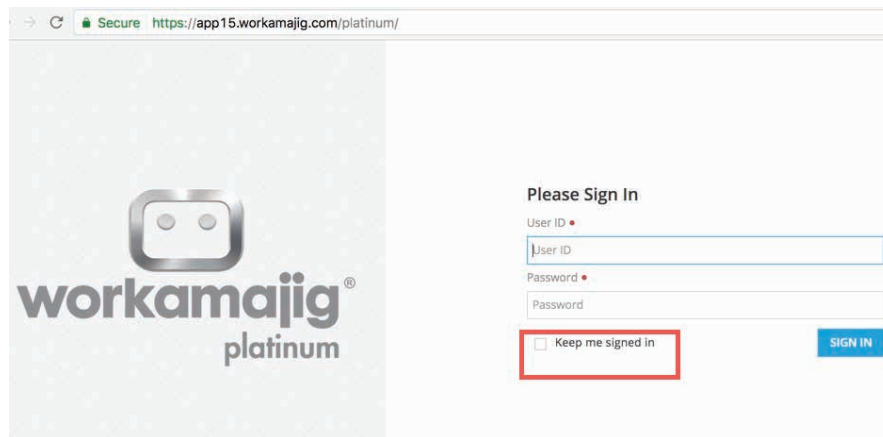 Secure https://app15.workamajig.com/platinum/
workamajig®
platinum
Please Sign In
User ID
User ID
Password
Password
Keep me signed in
SIGN IN